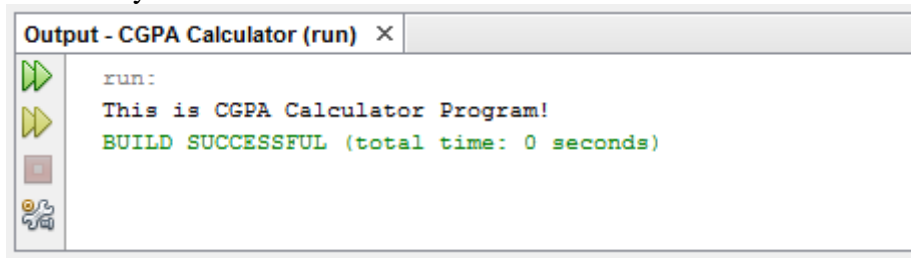 Output - CGPA Calculator (run) ×
run:
This is CGPA Calculator Program!
BUILD SUCCESSFUL (total time: 0 seconds)